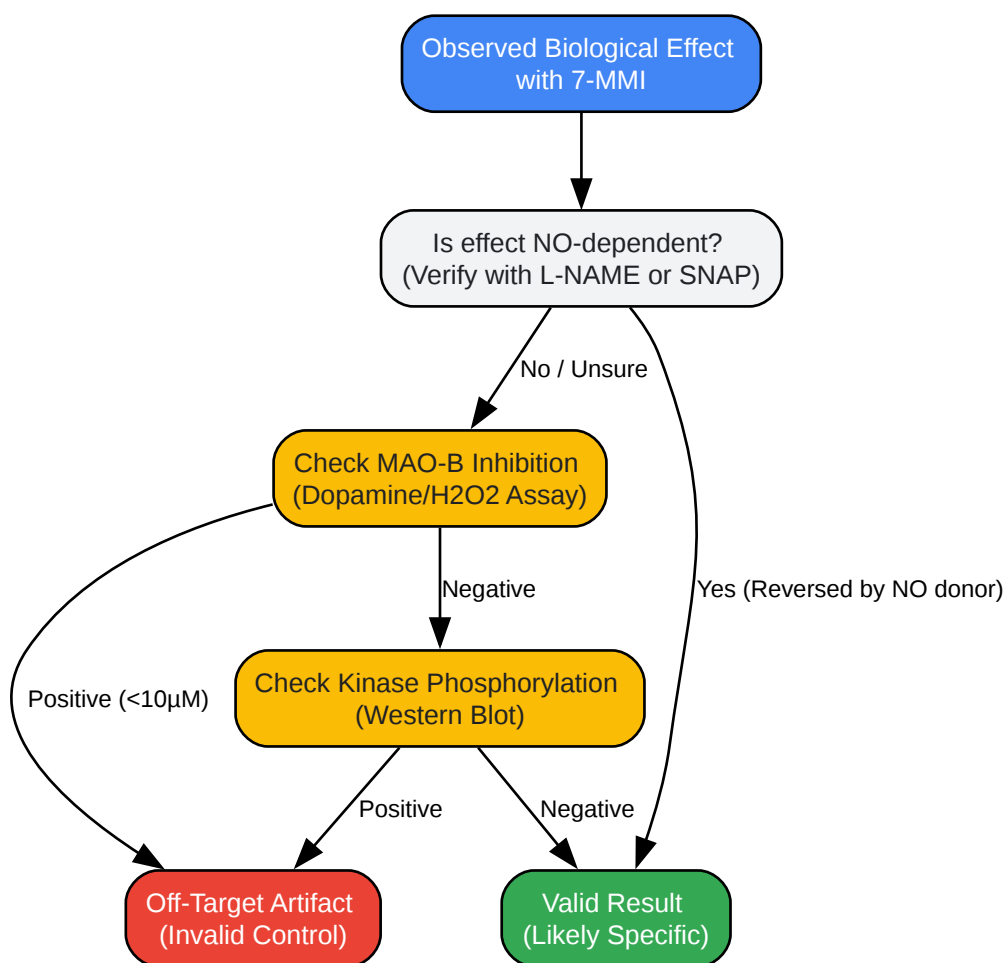 Observed Biological Effect
with 7-MMI
Is effect NO-dependent?
(Verify with L-NAME or SNAP)
No / Unsure
Check MAO-B Inhibition
(Dopamine/H2O2 Assay)
Negative
Yes (Reversed by NO donor)
Check Kinase Phosphorylation
(Western Blot)
Positive (<10μM)
Positive
Negative
Off-Target Artifact
(Invalid Control)
Valid Result
(Likely Specific)